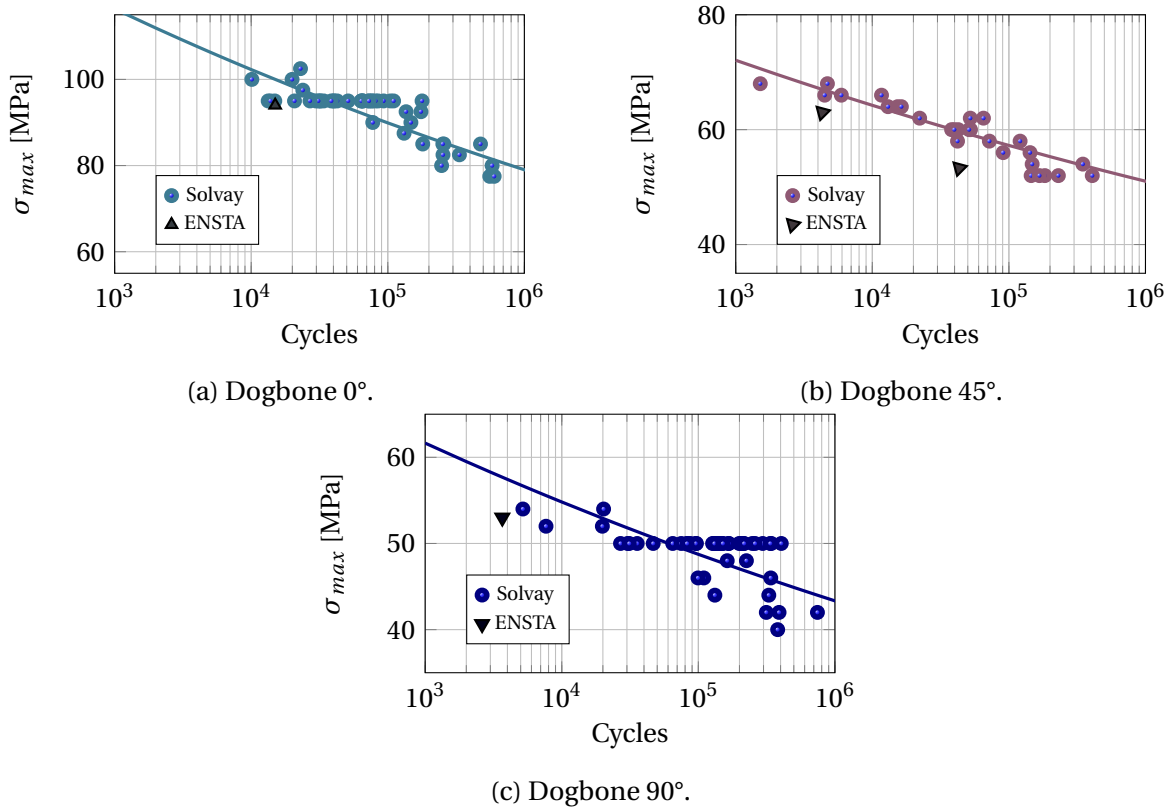 100
80
60
σmax [MPa]
Solvay
ENSTA
10³ 10⁴ 10⁵ 10⁶
Cycles
(a) Dogbone 0°.
80
60
40
σmax [MPa]
Solvay
ENSTA
10³ 10⁴ 10⁵ 10⁶
Cycles
(b) Dogbone 45°.
60
50
40
σmax [MPa]
Solvay
ENSTA
10³ 10⁴ 10⁵ 10⁶
Cycles
(c) Dogbone 90°.